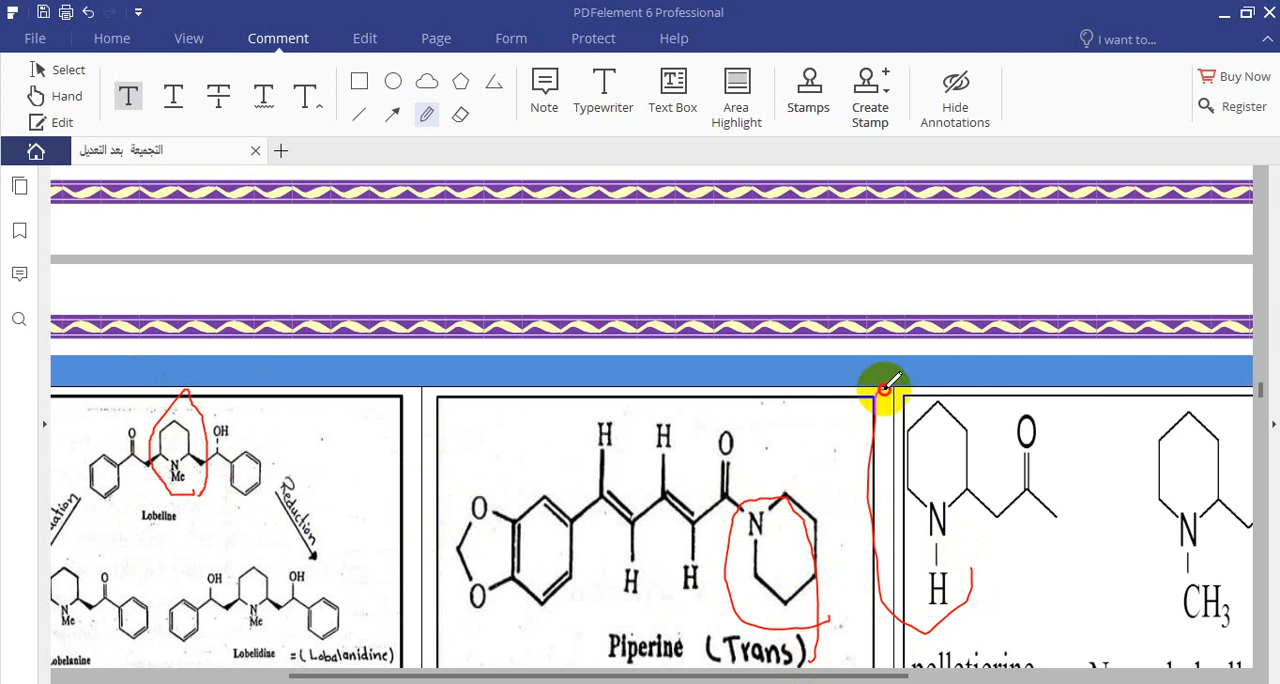 PDFelement 6 Professional
File Home View Comment Edit Page Form Protect Help I want to...
Select
Hand
Edit
Note Typewriter Text Box Area Highlight Stamps Create Stamp Hide Annotations
Buy Now
Register
التجميعة بعد التعديل
O OH
N
Me
Lobeline
Reduction
O
N
Me
OH OH
N
Me
Lobelidine =(Lobalanidine)
lobelanine
H H O
O N
O
H H
Piperine (Trans)
O
N
H
N
CH3